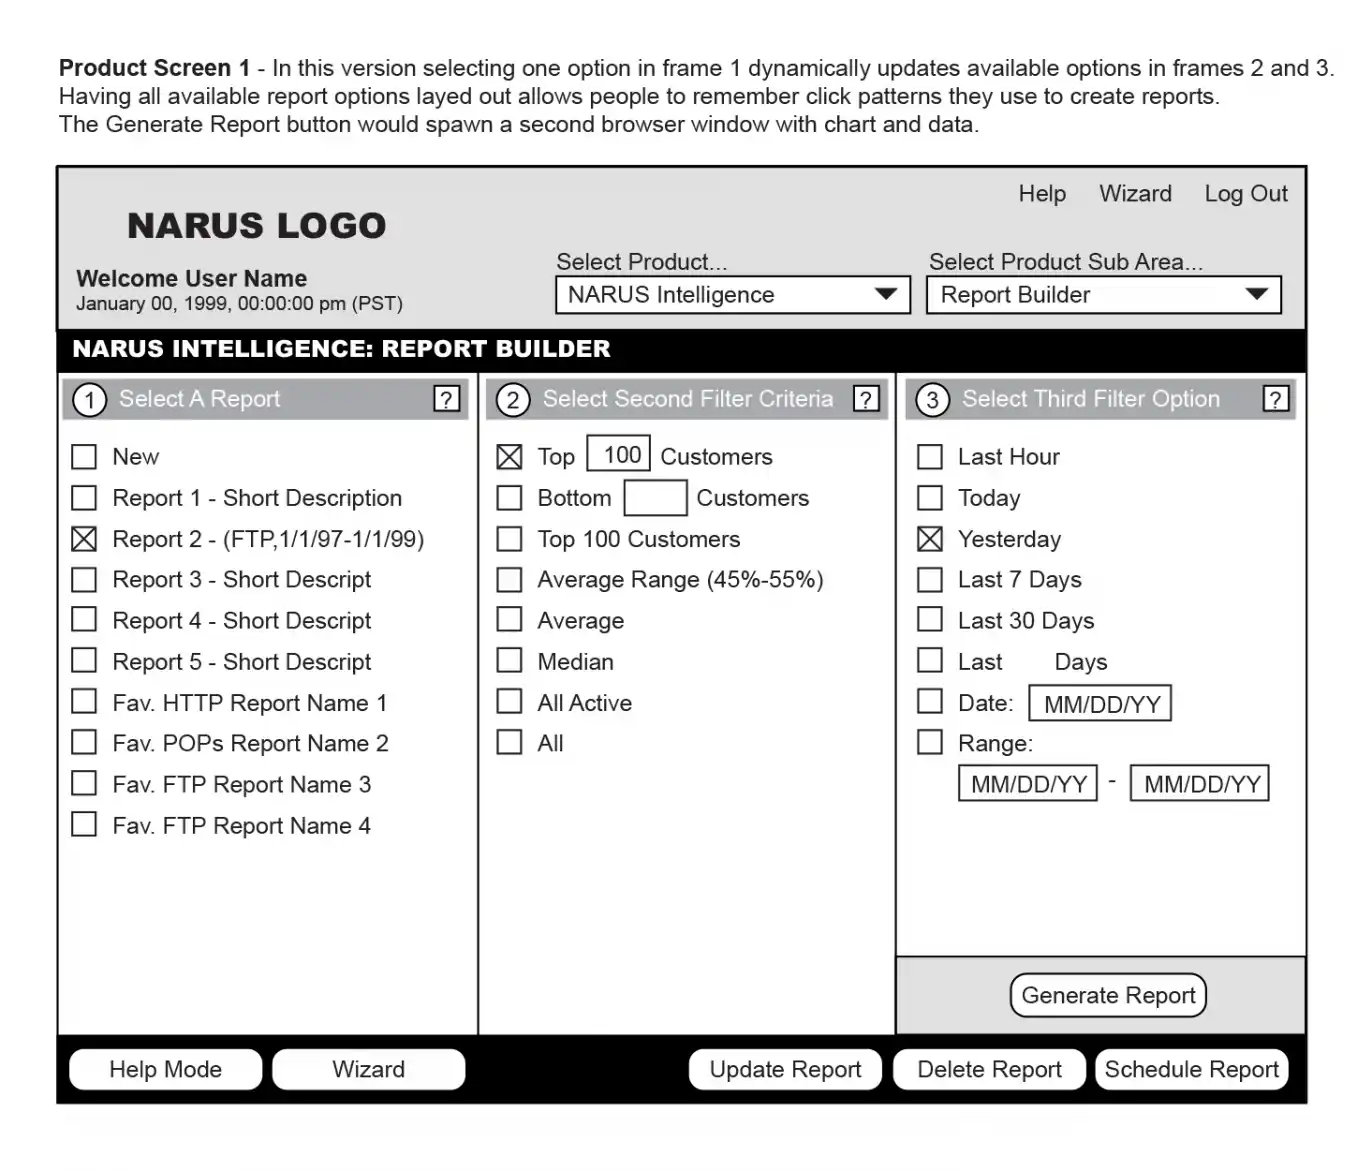 Product Screen 1 - In this version selecting one option in frame 1 dynamically updates available options in frames 2 and 3.
Having all available report options layed out allows people to remember click patterns they use to create reports.
The Generate Report button would spawn a second browser window with chart and data.
Help Wizard Log Out
NARUS LOGO
Welcome User Name
January 00, 1999, 00:00:00 pm (PST)
Select Product...
NARUS Intelligence
Select Product Sub Area...
Report Builder
NARUS INTELLIGENCE: REPORT BUILDER
1 Select A Report ?
New
Report 1 - Short Description
Report 2 - (FTP,1/1/97-1/1/99)
Report 3 - Short Descript
Report 4 - Short Descript
Report 5 - Short Descript
Fav. HTTP Report Name 1
Fav. POPs Report Name 2
Fav. FTP Report Name 3
Fav. FTP Report Name 4
2 Select Second Filter Criteria ?
Top 100 Customers
Bottom Customers
Top 100 Customers
Average Range (45%-55%)
Average
Median
All Active
All
3 Select Third Filter Option ?
Last Hour
Today
Yesterday
Last 7 Days
Last 30 Days
Last Days
Date: MM/DD/YY
Range:
MM/DD/YY - MM/DD/YY
Generate Report
Help Mode Wizard Update Report Delete Report Schedule Report